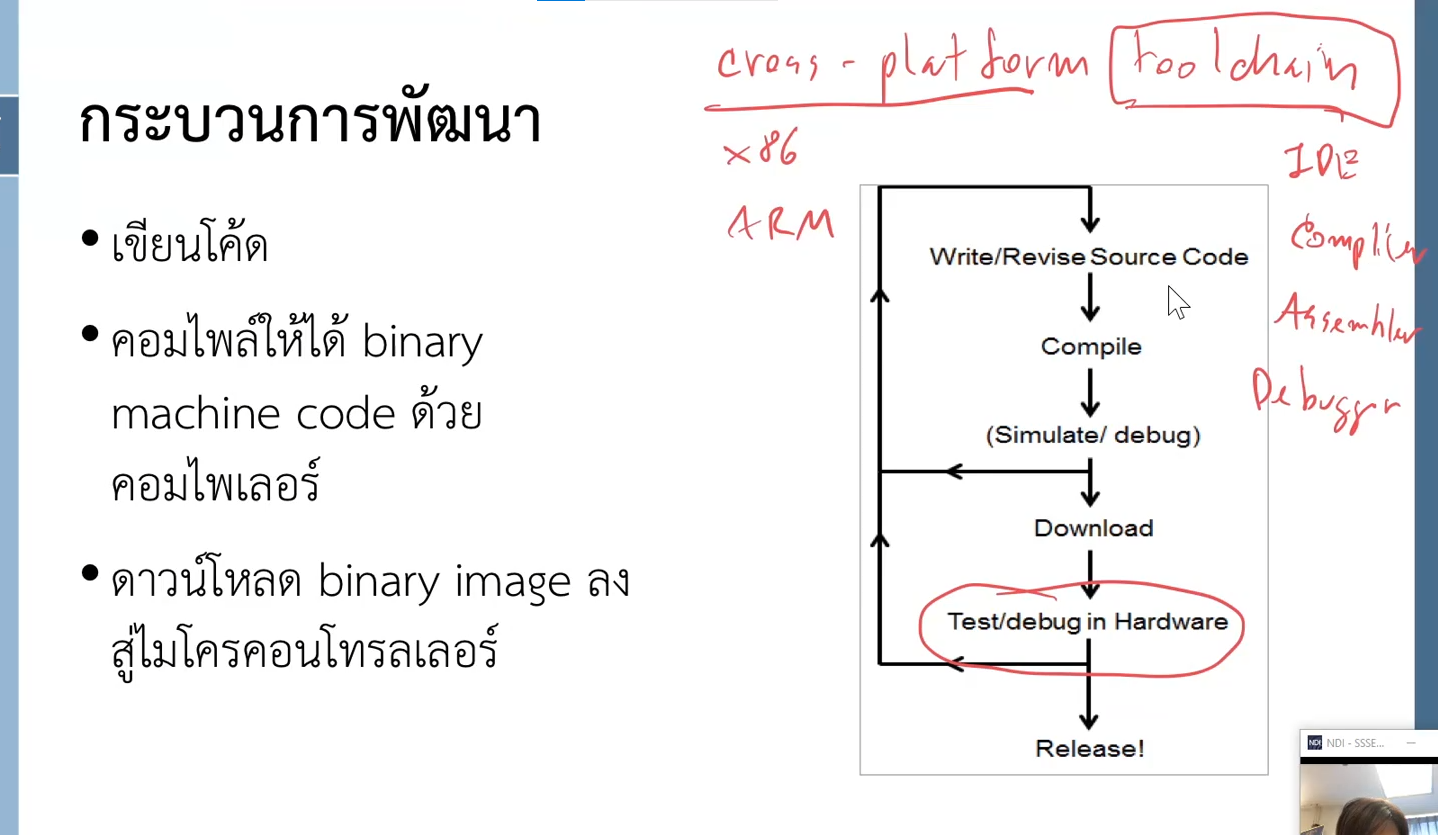 cross - platform toolchain
กระบวนการพัฒนา
x86
ARM
IDE
Complier
Assembler
Debugger
• เขียนโค้ด
• คอมไพล์ให้ได้ binary
machine code ด้วย
คอมไพเลอร์
• ดาวน์โหลด binary image ลง
สู่ไมโครคอนโทรลเลอร์
Write/Revise Source Code
Compile
(Simulate/ debug)
Download
Test/debug in Hardware
Release!
NDI - SSSE...